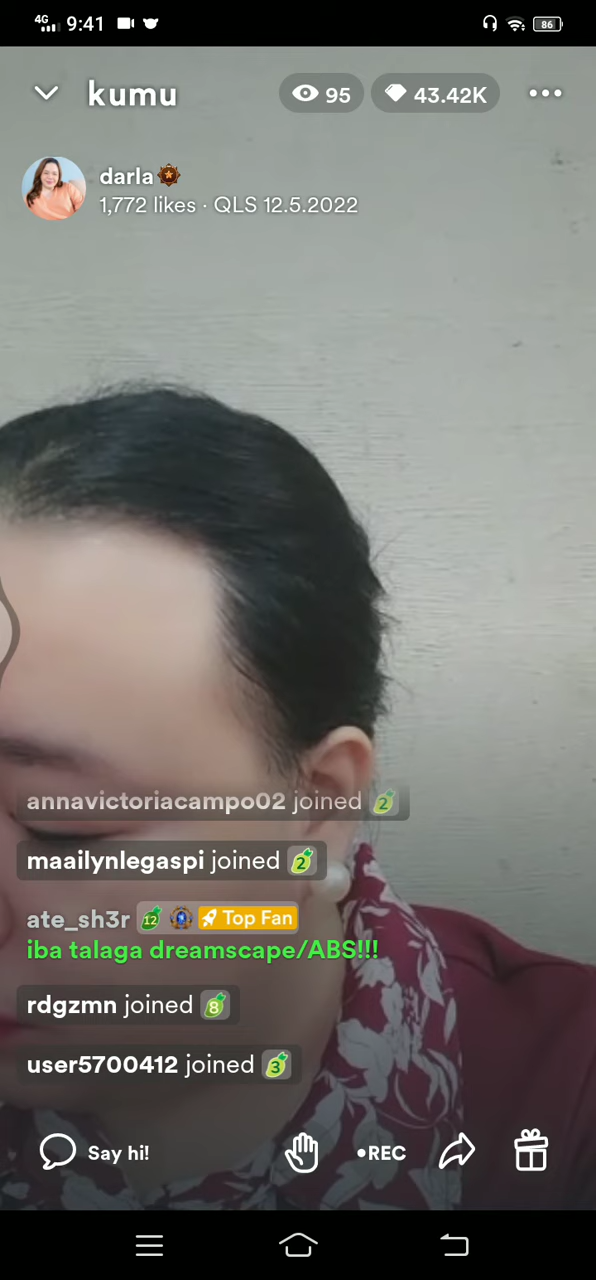 4G 9:41 86
kumu 95 43.42K
darla
1,772 likes · QLS 12.5.2022
annavictoriacampo02 joined 2
maailynlegaspi joined 2
ate_sh3r 12 Top Fan
iba talaga dreamscape/ABS!!!
rdgzmn joined 8
user5700412 joined 3
Say hi! •REC